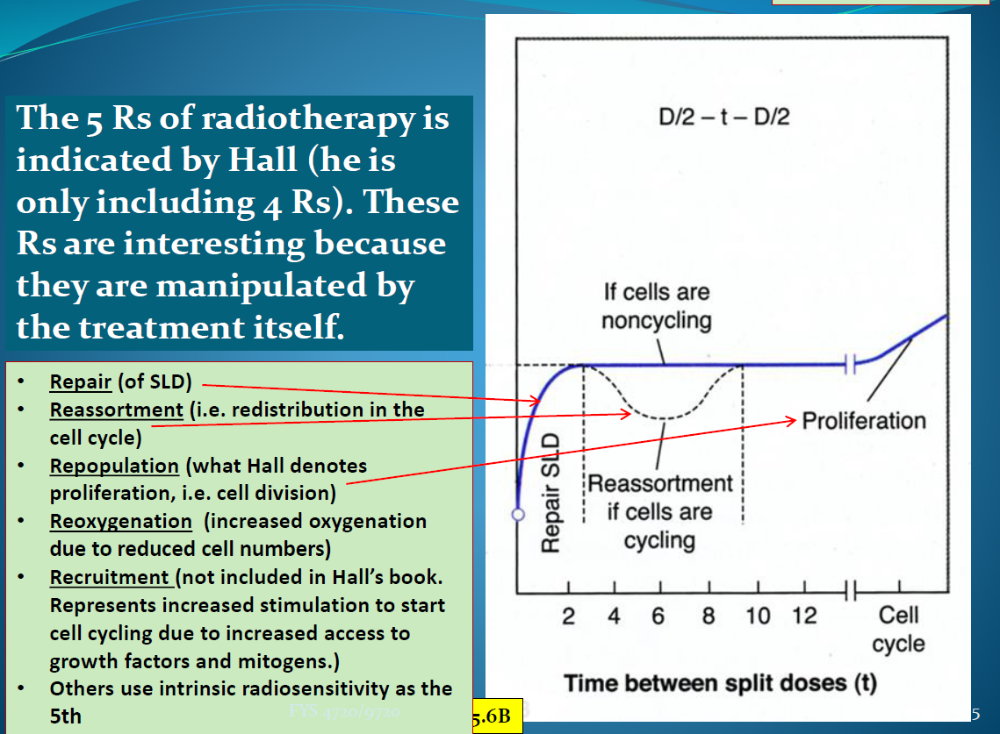 The 5 Rs of radiotherapy is
indicated by Hall (he is
only including 4 Rs). These
Rs are interesting because
they are manipulated by
the treatment itself.
• Repair (of SLD)
• Reassortment (i.e. redistribution in the
cell cycle)
• Repopulation (what Hall denotes
proliferation, i.e. cell division)
• Reoxygenation (increased oxygenation
due to reduced cell numbers)
• Recruitment (not included in Hall's book.
Represents increased stimulation to start
cell cycling due to increased access to
growth factors and mitogens.)
• Others use intrinsic radiosensitivity as the
5th
FYS 4720/9720
5.6B
D/2 – t – D/2
If cells are
noncycling
Proliferation
Repair SLD
Reassortment
if cells are
cycling
2 4 6 8 10 12 Cell
cycle
Time between split doses (t)
5